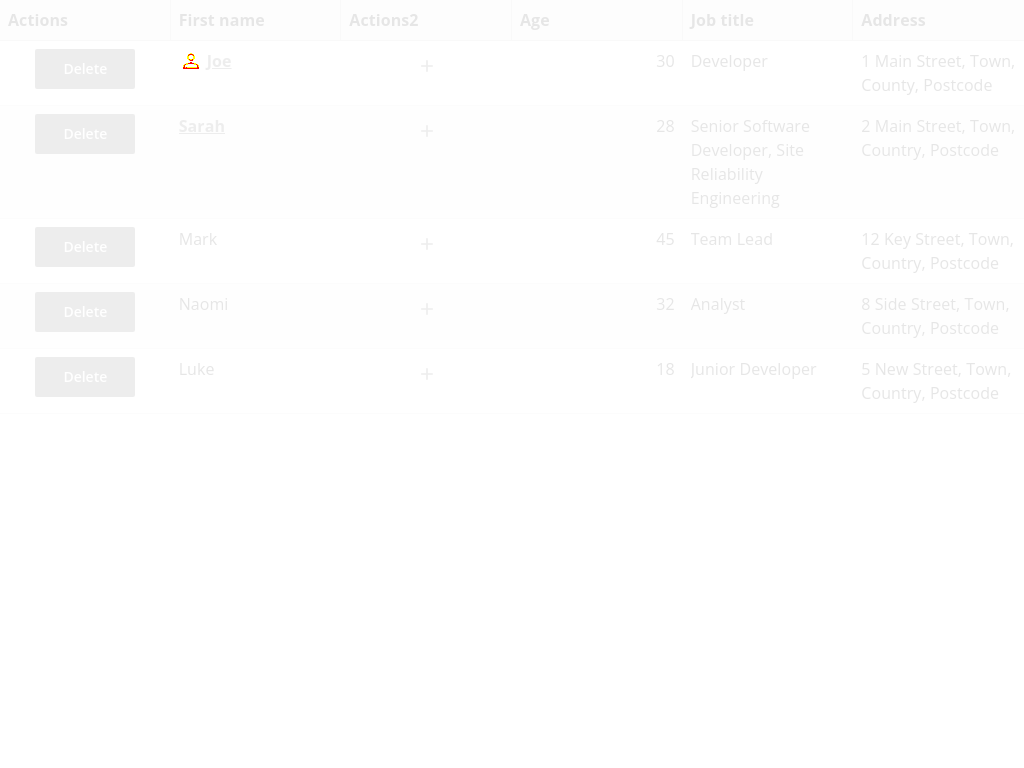 Actions First name Actions2 Age Job title Address
Delete Joe + 30 Developer 1 Main Street, Town,
County, Postcode
Delete Sarah + 28 Senior Software 2 Main Street, Town,
Developer, Site Country, Postcode
Reliability
Engineering
Delete Mark + 45 Team Lead 12 Key Street, Town,
Country, Postcode
Delete Naomi + 32 Analyst 8 Side Street, Town,
Country, Postcode
Delete Luke + 18 Junior Developer 5 New Street, Town,
Country, Postcode